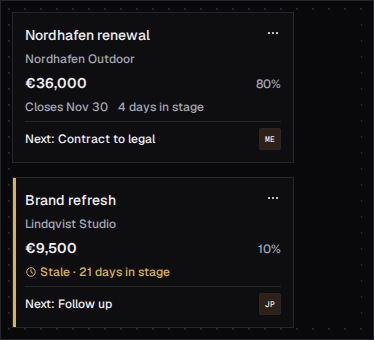 Nordhafen renewal ...
Nordhafen Outdoor
€36,000 80%
Closes Nov 30 4 days in stage
Next: Contract to legal ME
Brand refresh ...
Lindqvist Studio
€9,500 10%
Stale · 21 days in stage
Next: Follow up JP